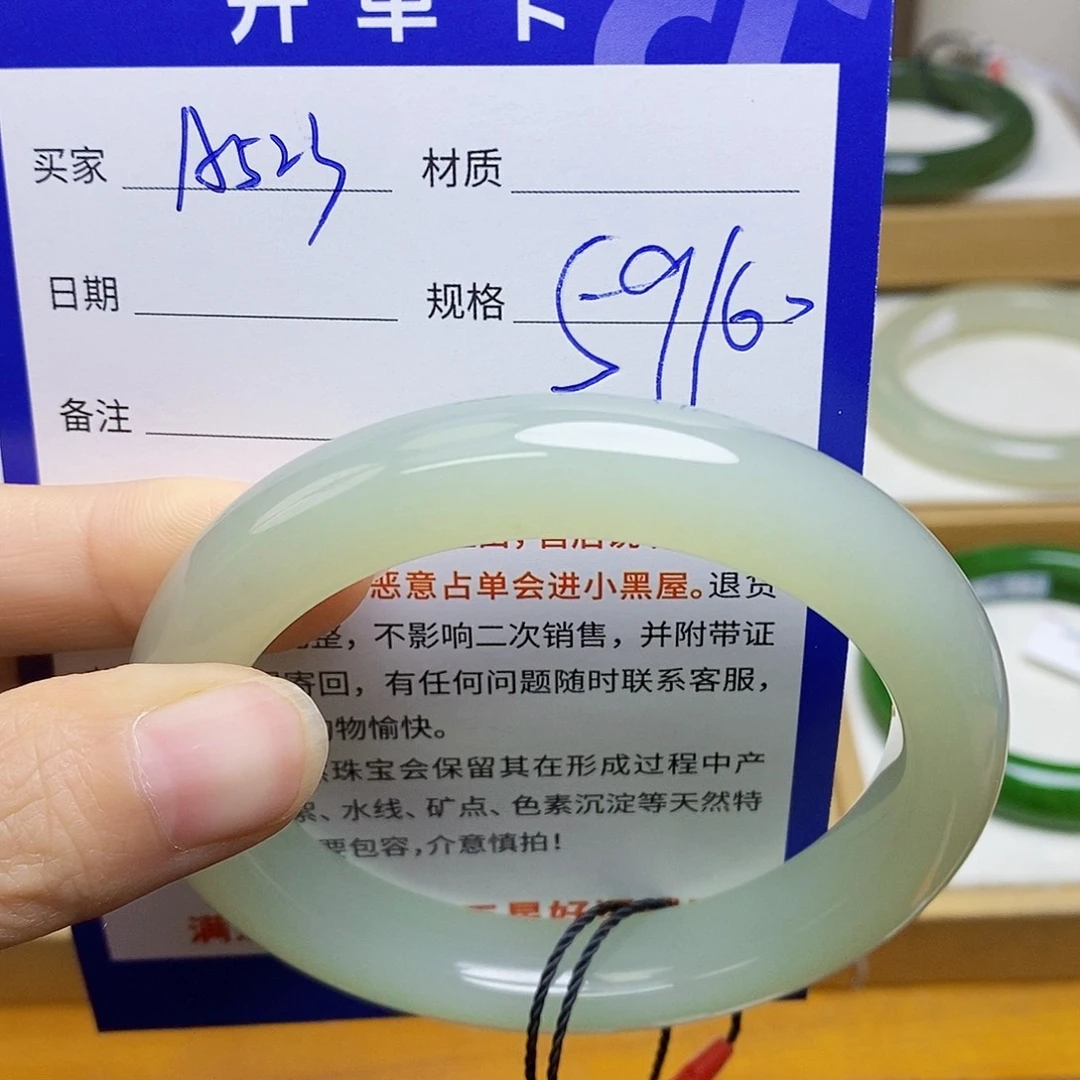 开单卡
买家 A523 材质
日期 规格 59/6>
备注
恶意占单会进小黑屋。退货
整，不影响二次销售，并附带证
寄回，有任何问题随时联系客服，
物愉快。
珠宝会保留其在形成过程中产
絮、水线、矿点、色素沉淀等天然特
要包容，介意慎拍！
满